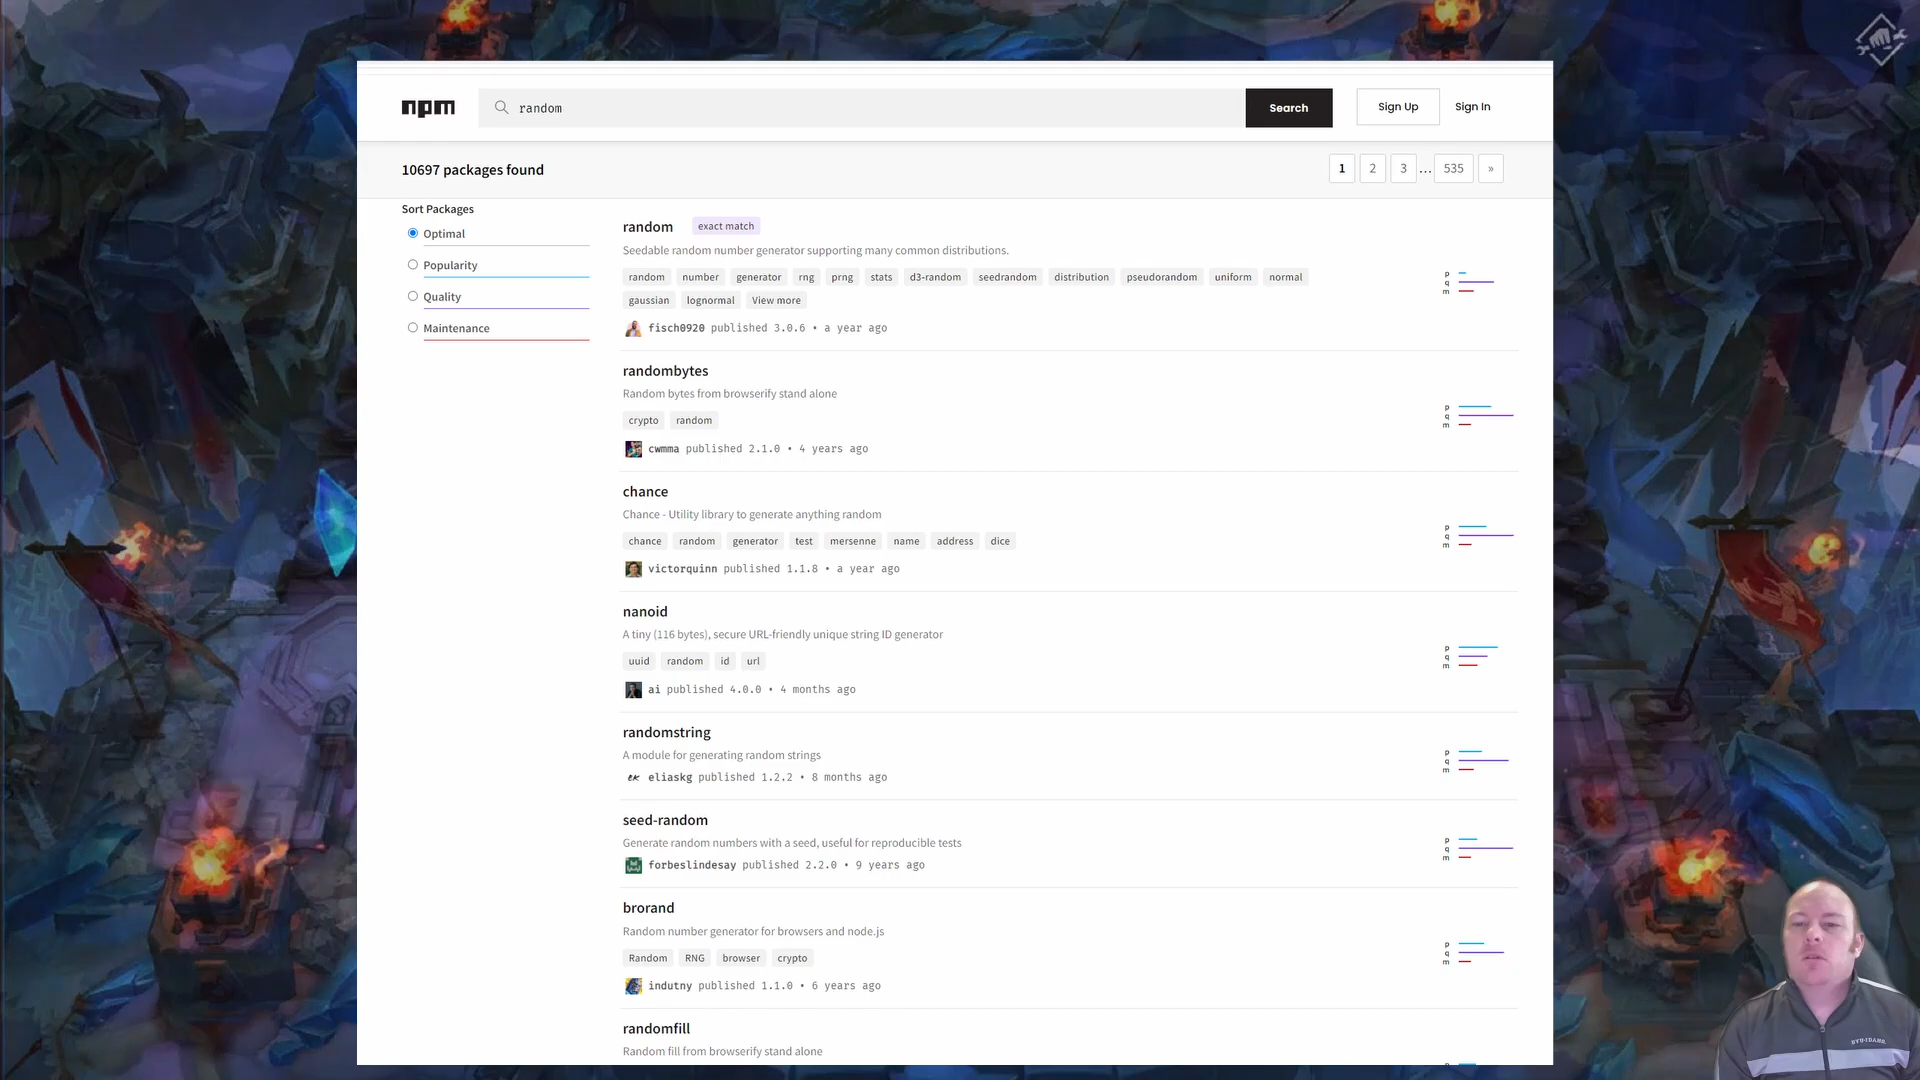 npm
random
Search
Sign Up
Sign In
10697 packages found
1 2 3 ... 535 »
Sort Packages
Optimal
Popularity
Quality
Maintenance
random exact match
Seedable random number generator supporting many common distributions.
random number generator rng prng stats d3-random seedrandom distribution pseudorandom uniform normal
gaussian lognormal View more
fisch0920 published 3.0.6 • a year ago
p
q
m
randombytes
Random bytes from browserify stand alone
crypto random
cwmma published 2.1.0 • 4 years ago
p
q
m
chance
Chance - Utility library to generate anything random
chance random generator test mersenne name address dice
victorquinn published 1.1.8 • a year ago
p
q
m
nanoid
A tiny (116 bytes), secure URL-friendly unique string ID generator
uuid random id url
ai published 4.0.0 • 4 months ago
p
q
m
randomstring
A module for generating random strings
eliaskg published 1.2.2 • 8 months ago
p
q
m
seed-random
Generate random numbers with a seed, useful for reproducible tests
forbeslindesay published 2.2.0 • 9 years ago
p
q
m
brorand
Random number generator for browsers and node.js
Random RNG browser crypto
indutny published 1.1.0 • 6 years ago
p
q
m
randomfill
Random fill from browserify stand alone
BYU-IDAHO